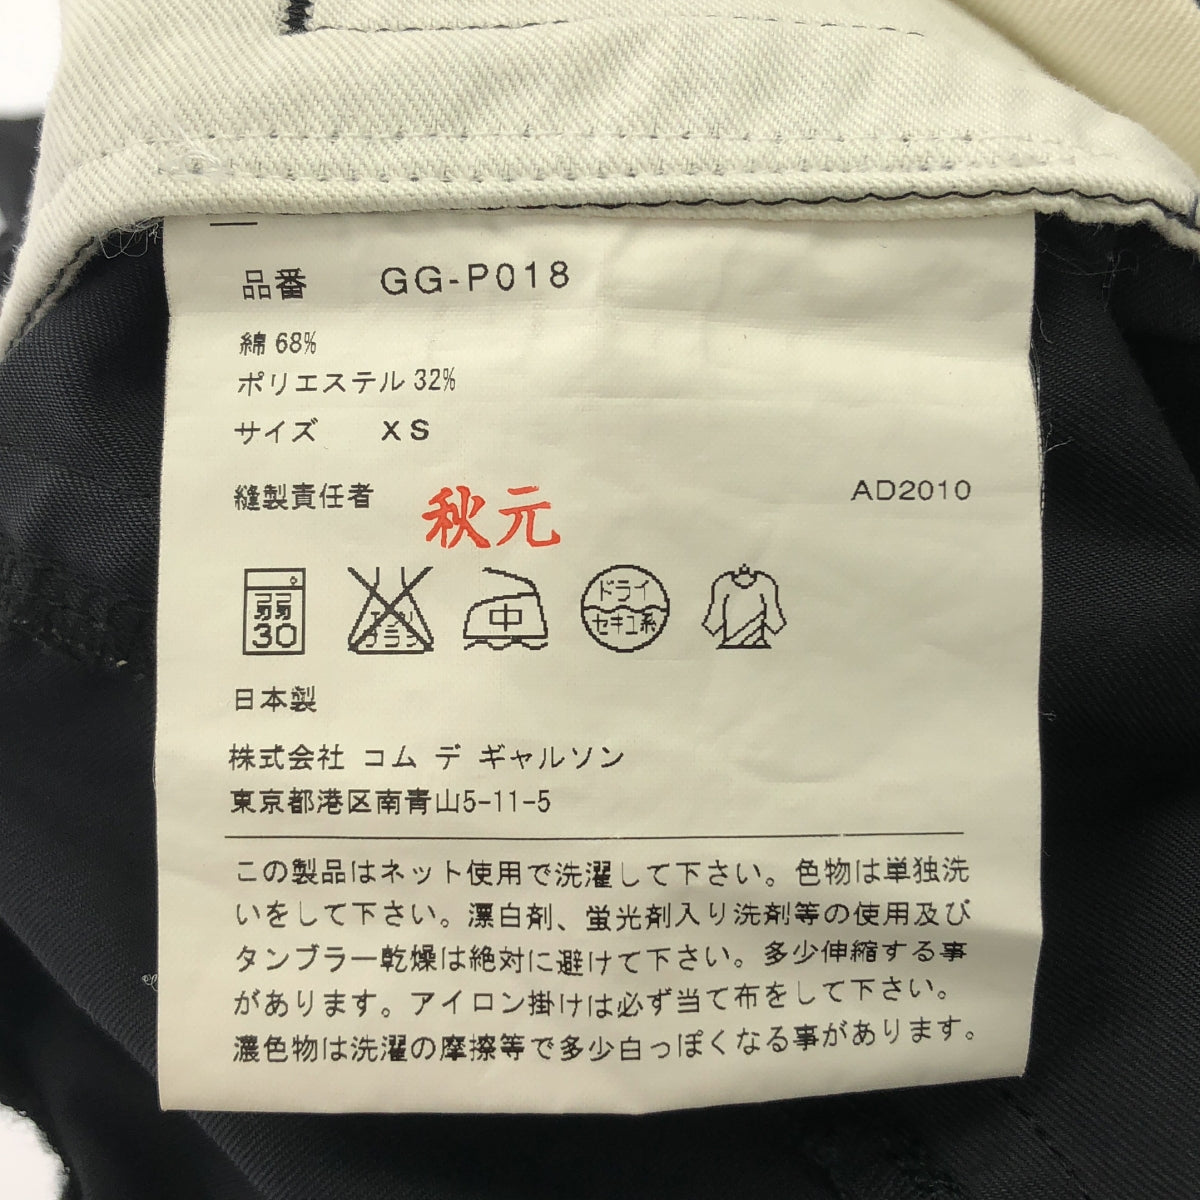 品番 GG-P018
綿 68%
ポリエステル 32%
サイズ XS
縫製責任者 秋元 AD2010
弱 30 エンソ サラシ 中 ドライ セキユ系
日本製
株式会社 コム デ ギャルソン
東京都港区南青山5-11-5
この製品はネット使用で洗濯して下さい。色物は単独洗
いをして下さい。漂白剤、蛍光剤入り洗剤等の使用及び
タンブラー乾燥は絶対に避けて下さい。多少伸縮する事
があります。アイロン掛けは必ず当て布をして下さい。
濃色物は洗濯の摩擦等で多少白っぽくなる事があります。